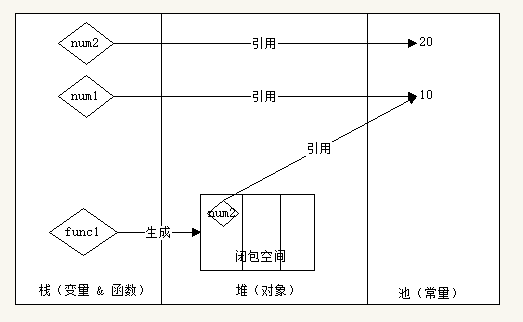 num2
引用
20
num1
引用
10
引用
num2
func1
生成
闭包空间
栈（变量 & 函数）
堆（对象）
池（常量）